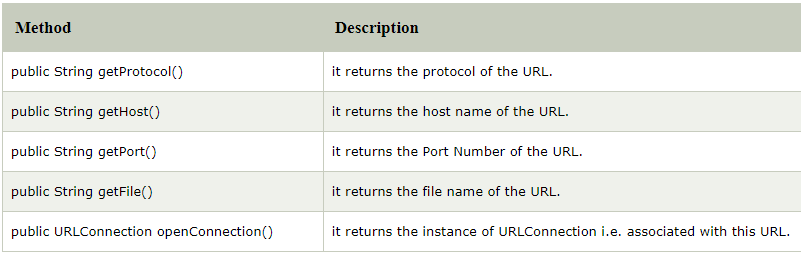 Method Description
public String getProtocol() it returns the protocol of the URL.
public String getHost() it returns the host name of the URL.
public String getPort() it returns the Port Number of the URL.
public String getFile() it returns the file name of the URL.
public URLConnection openConnection() it returns the instance of URLConnection i.e. associated with this URL.